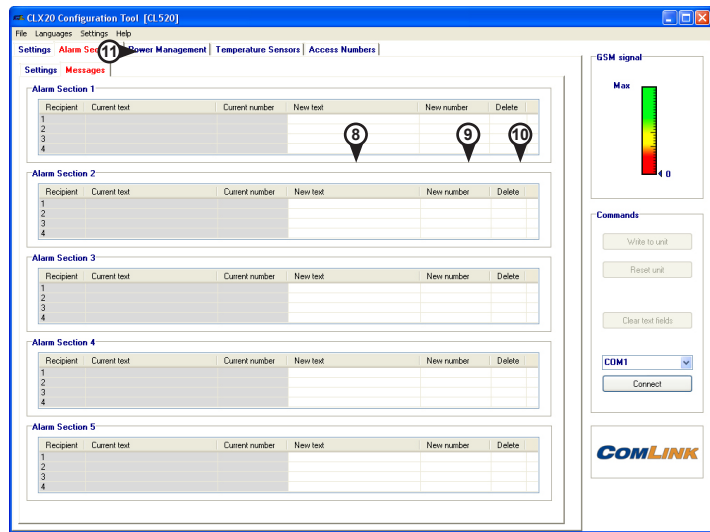 CLX20 Configuration Tool [CL520]
File Languages Settings Help
Settings Alarm Sec 11 ower Management Temperature Sensors Access Numbers
Settings Messages
Alarm Section 1
Recipient Current text Current number New text New number Delete
1
2
3
4
8 9 10
Alarm Section 2
Recipient Current text Current number New text New number Delete
1
2
3
4
Alarm Section 3
Recipient Current text Current number New text New number Delete
1
2
3
4
Alarm Section 4
Recipient Current text Current number New text New number Delete
1
2
3
4
Alarm Section 5
Recipient Current text Current number New text New number Delete
1
2
3
4
GSM signal
Max
0
Commands
Write to unit
Reset unit
Clear text fields
COM1
Connect
COMLINK